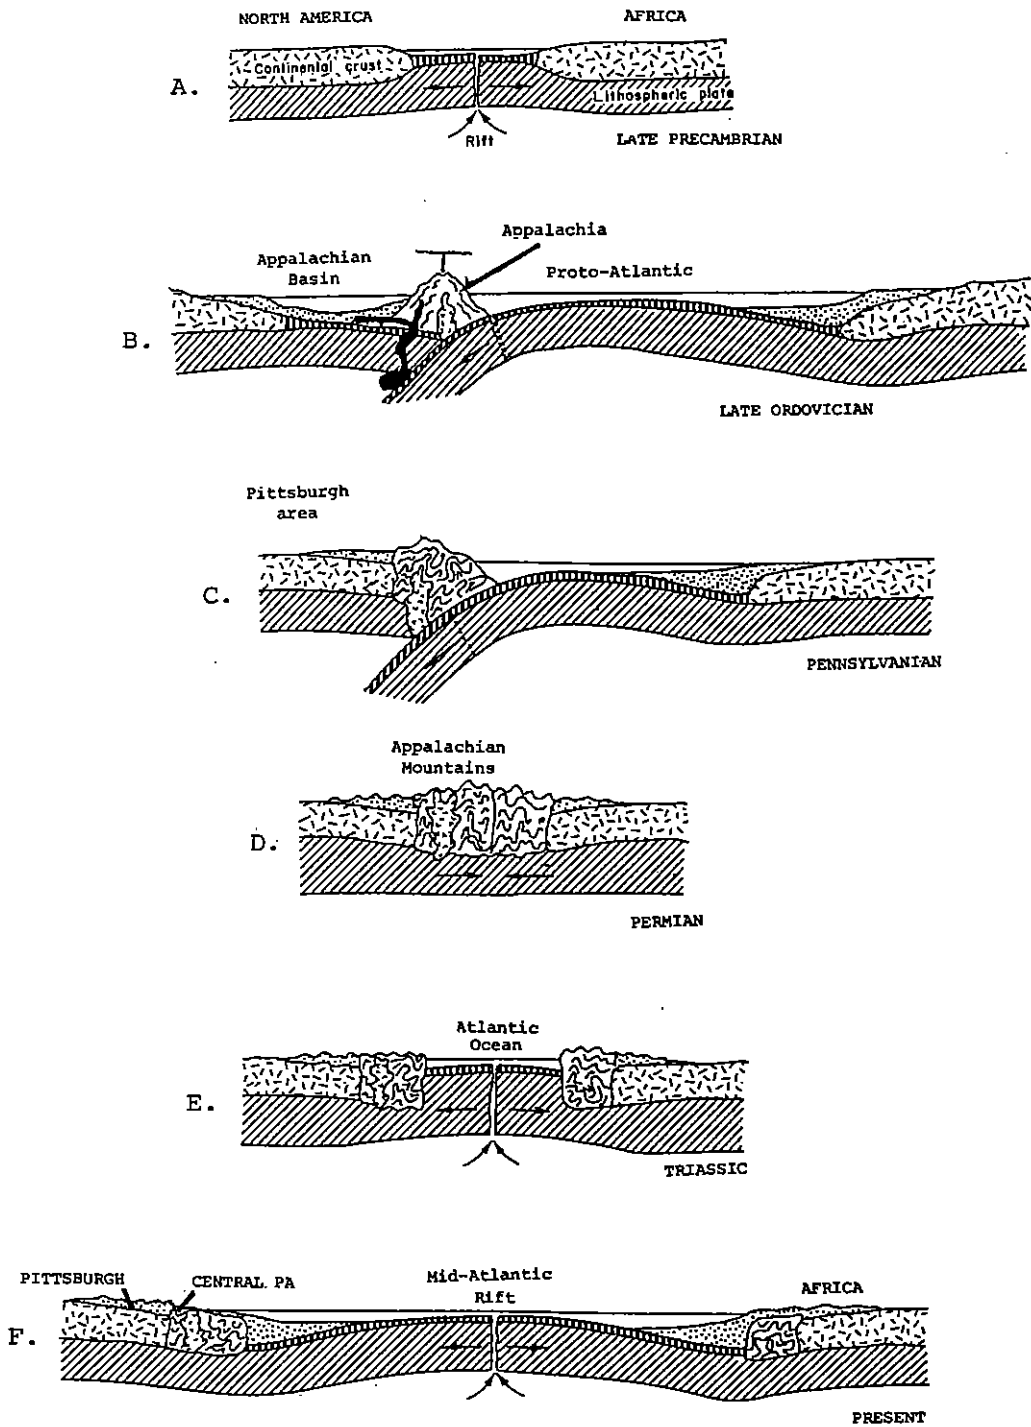 NORTH AMERICA AFRICA
A.
Continental crust
Lithospheric plate
Rift
LATE PRECAMBRIAN
Appalachia
Appalachian
Basin
Proto-Atlantic
B.
LATE ORDOVICIAN
Pittsburgh
area
C.
PENNSYLVANIAN
Appalachian
Mountains
D.
PERMIAN
Atlantic
Ocean
E.
TRIASSIC
PITTSBURGH CENTRAL PA
Mid-Atlantic
Rift
AFRICA
F.
PRESENT